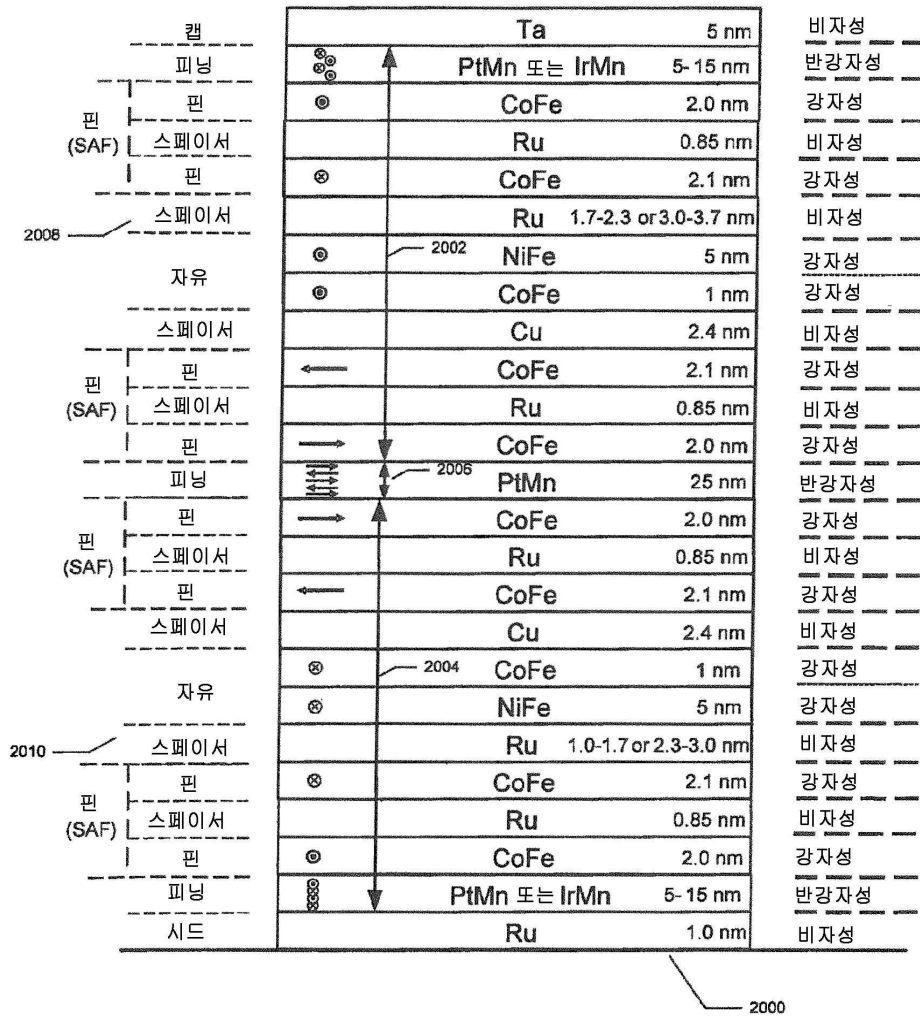 캡 Ta 5 nm 비자성
피닝 PtMn 또는 IrMn 5-15 nm 반강자성
핀 CoFe 2.0 nm 강자성
핀 (SAF) 스페이서 Ru 0.85 nm 비자성
핀 CoFe 2.1 nm 강자성
2008 스페이서 Ru 1.7-2.3 or 3.0-3.7 nm 비자성
2002
자유 NiFe 5 nm 강자성
CoFe 1 nm 강자성
스페이서 Cu 2.4 nm 비자성
핀 CoFe 2.1 nm 강자성
핀 (SAF) 스페이서 Ru 0.85 nm 비자성
핀 CoFe 2.0 nm 강자성
2006
피닝 PtMn 25 nm 반강자성
핀 CoFe 2.0 nm 강자성
핀 (SAF) 스페이서 Ru 0.85 nm 비자성
핀 CoFe 2.1 nm 강자성
스페이서 Cu 2.4 nm 비자성
2004
자유 CoFe 1 nm 강자성
NiFe 5 nm 강자성
2010 스페이서 Ru 1.0-1.7 or 2.3-3.0 nm 비자성
핀 CoFe 2.1 nm 강자성
핀 (SAF) 스페이서 Ru 0.85 nm 비자성
핀 CoFe 2.0 nm 강자성
피닝 PtMn 또는 IrMn 5-15 nm 반강자성
시드 Ru 1.0 nm 비자성
2000